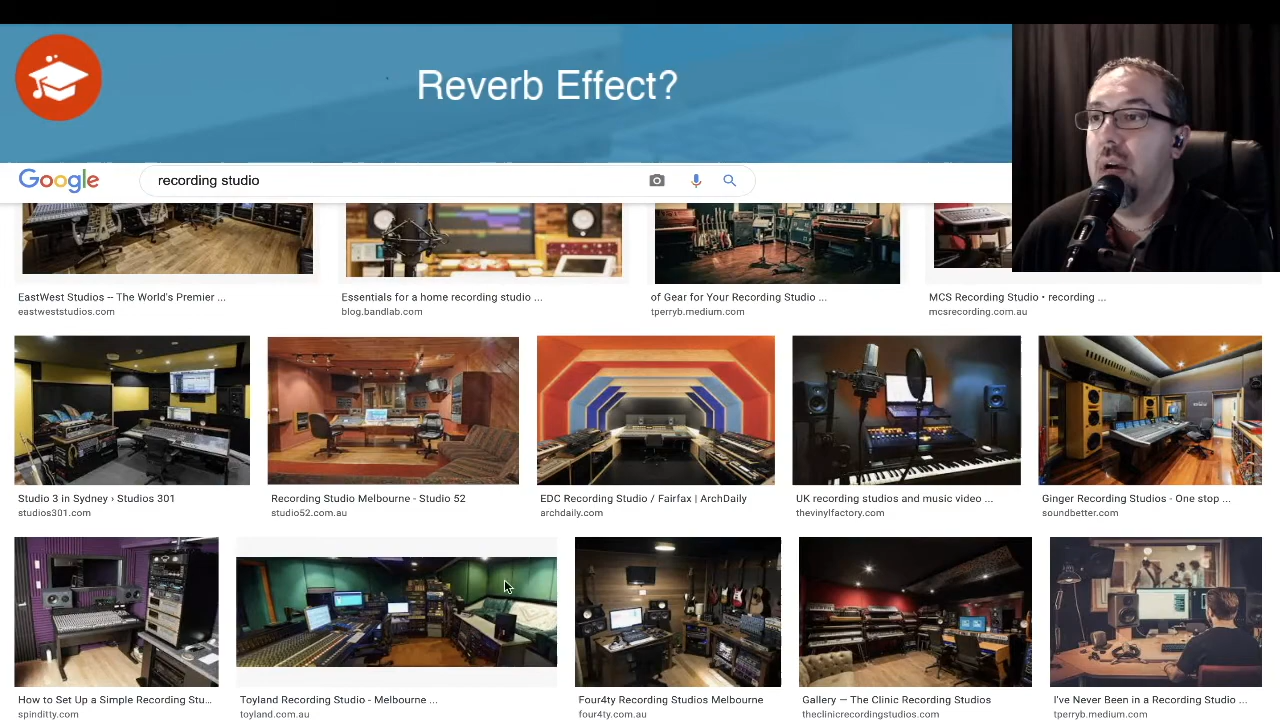 Reverb Effect?
Google
recording studio
EastWest Studios -- The World's Premier ...
eastweststudios.com
Essentials for a home recording studio ...
blog.bandlab.com
of Gear for Your Recording Studio ...
tperryb.medium.com
MCS Recording Studio • recording ...
mcsrecording.com.au
Studio 3 in Sydney › Studios 301
studios301.com
Recording Studio Melbourne - Studio 52
studio52.com.au
EDC Recording Studio / Fairfax | ArchDaily
archdaily.com
UK recording studios and music video ...
thevinylfactory.com
Ginger Recording Studios - One stop ...
soundbetter.com
How to Set Up a Simple Recording Stu...
spinditty.com
Toyland Recording Studio - Melbourne ...
toyland.com.au
Four4ty Recording Studios Melbourne
four4ty.com.au
Gallery — The Clinic Recording Studios
theclinicrecordingstudios.com
I've Never Been in a Recording Studio ...
tperryb.medium.com